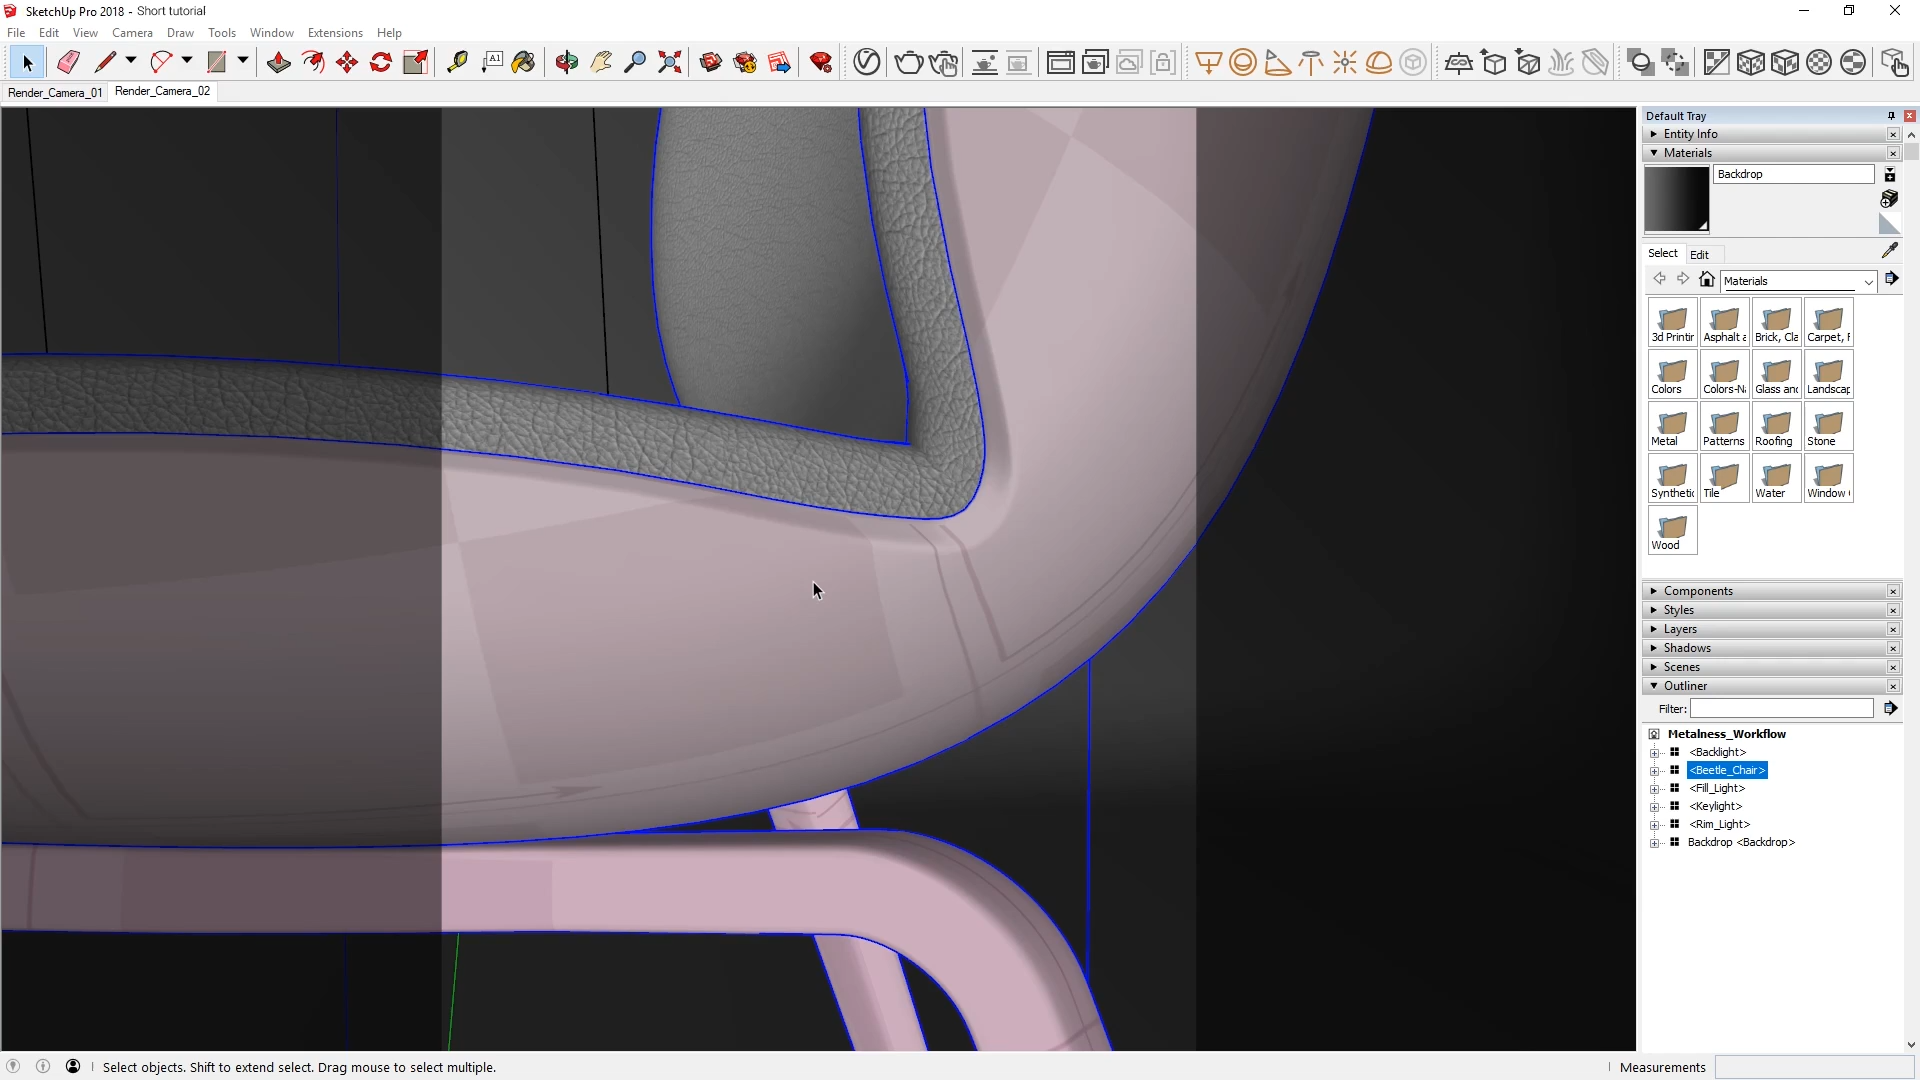 SketchUp Pro 2018 - Short tutorial
File Edit View Camera Draw Tools Window Extensions Help
A1
Render_Camera_01 Render_Camera_02
Default Tray
Entity Info
Materials
Backdrop
Select Edit
Materials
3d Printir Asphalt a Brick, Cla Carpet, F
Colors Colors-Na Glass and Landscap
Metal Patterns Roofing Stone
Synthetic Tile Water Window (
Wood
Components
Styles
Layers
Shadows
Scenes
Outliner
Filter:
Metalness_Workflow
<Backlight>
<Beetle_Chair>
<Fill_Light>
<Keylight>
<Rim_Light>
Backdrop <Backdrop>
Select objects. Shift to extend select. Drag mouse to select multiple.
Measurements